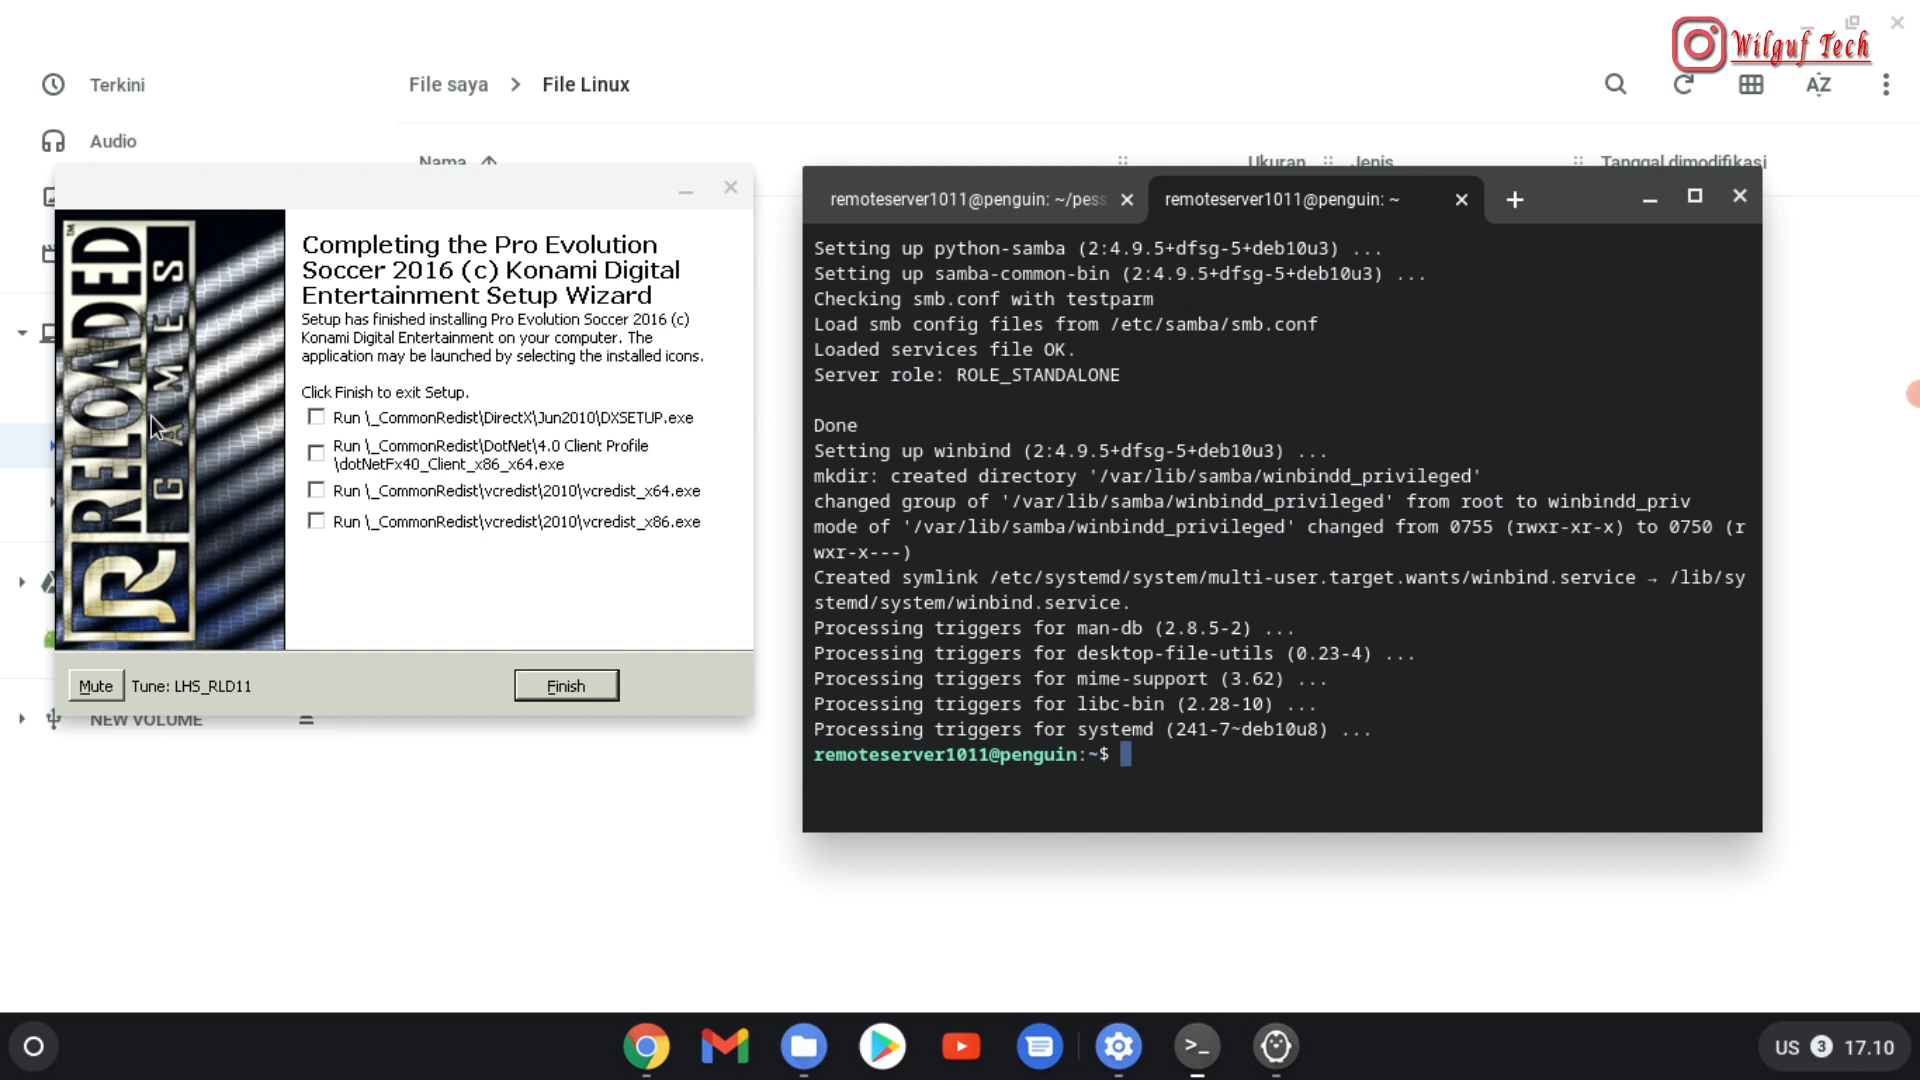 Wilguf Tech
Terkini
File saya
File Linux
AZ
Audio
Nama
Ukuran
Jenis
Tanggal dimodifikasi
RELOADED
GAMES
TM
Completing the Pro Evolution
Soccer 2016 (c) Konami Digital
Entertainment Setup Wizard
Setup has finished installing Pro Evolution Soccer 2016 (c)
Konami Digital Entertainment on your computer. The
application may be launched by selecting the installed icons.
Click Finish to exit Setup.
Run \_CommonRedist\DirectX\Jun2010\DXSETUP.exe
Run \_CommonRedist\DotNet\4.0 Client Profile
\dotNetFx40_Client_x86_x64.exe
Run \_CommonRedist\vcredist\2010\vcredist_x64.exe
Run \_CommonRedist\vcredist\2010\vcredist_x86.exe
Mute
Tune: LHS_RLD11
Finish
NEW VOLUME
remoteserver1011@penguin: ~/pess
remoteserver1011@penguin: ~
Setting up python-samba (2:4.9.5+dfsg-5+deb10u3) ...
Setting up samba-common-bin (2:4.9.5+dfsg-5+deb10u3) ...
Checking smb.conf with testparm
Load smb config files from /etc/samba/smb.conf
Loaded services file OK.
Server role: ROLE_STANDALONE
Done
Setting up winbind (2:4.9.5+dfsg-5+deb10u3) ...
mkdir: created directory '/var/lib/samba/winbindd_privileged'
changed group of '/var/lib/samba/winbindd_privileged' from root to winbindd_priv
mode of '/var/lib/samba/winbindd_privileged' changed from 0755 (rwxr-xr-x) to 0750 (r
wxr-x---)
Created symlink /etc/systemd/system/multi-user.target.wants/winbind.service → /lib/sy
stemd/system/winbind.service.
Processing triggers for man-db (2.8.5-2) ...
Processing triggers for desktop-file-utils (0.23-4) ...
Processing triggers for mime-support (3.62) ...
Processing triggers for libc-bin (2.28-10) ...
Processing triggers for systemd (241-7~deb10u8) ...
remoteserver1011@penguin:~$
US 3 17.10